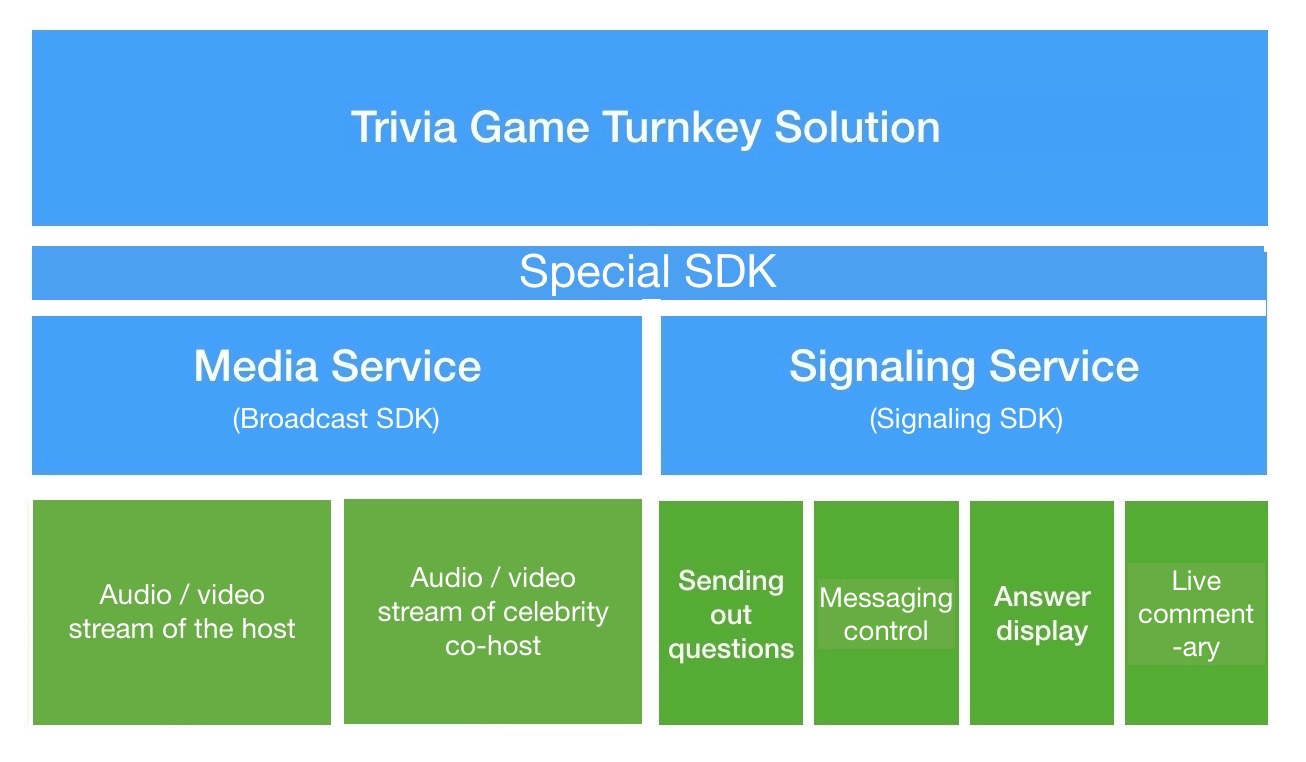 Trivia Game Turnkey Solution
Special SDK
Media Service
(Broadcast SDK)
Signaling Service
(Signaling SDK)
Audio / video
stream of the host
Audio / video
stream of celebrity
co-host
Sending
out
questions
Messaging
control
Answer
display
Live
comment
-ary